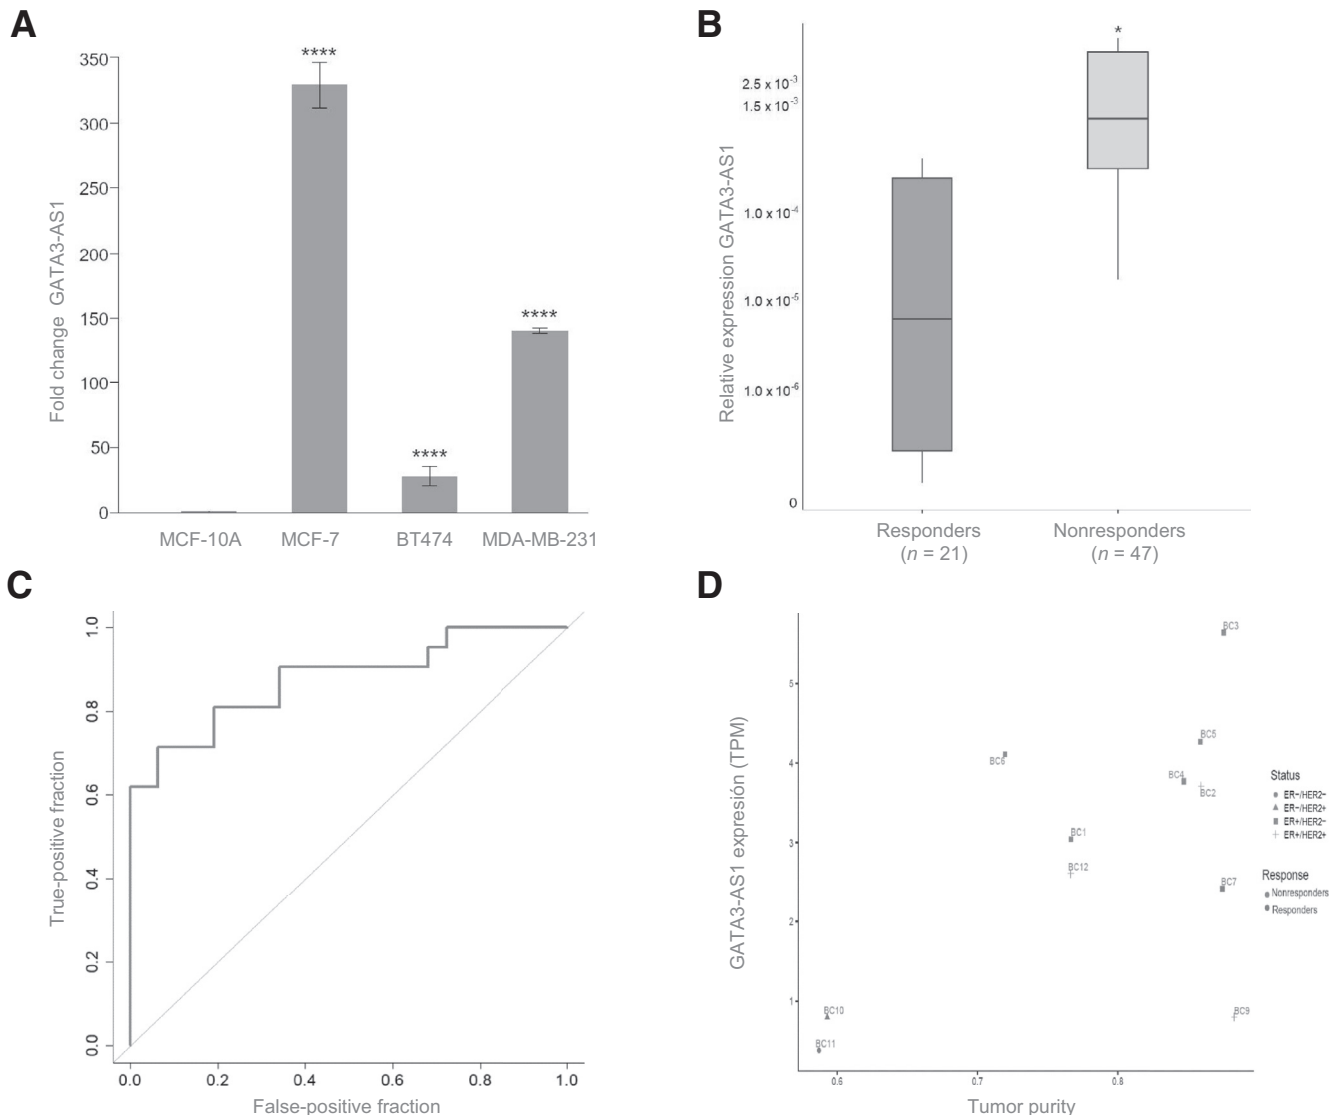 A
Fold change GATA3-AS1
350
300
250
200
150
100
50
0
****
****
****
MCF-10A
MCF-7
BT474
MDA-MB-231
B
Relative expression GATA3-AS1
2.5 x 10⁻³
1.5 x 10⁻³
1.0 x 10⁻⁴
1.0 x 10⁻⁵
1.0 x 10⁻⁶
0
*
Responders
(n = 21)
Nonresponders
(n = 47)
C
True-positive fraction
1.0
0.8
0.6
0.4
0.2
0.0
0.0
0.2
0.4
0.6
0.8
1.0
False-positive fraction
D
GATA3-AS1 expresión (TPM)
5
4
3
2
1
BC3
BC5
BC6
BC4
BC2
BC1
BC12
BC7
BC10
BC9
BC11
0.6
0.7
0.8
Tumor purity
Status
ER−/HER2−
ER−/HER2+
ER+/HER2−
ER+/HER2+
Response
Nonresponders
Responders